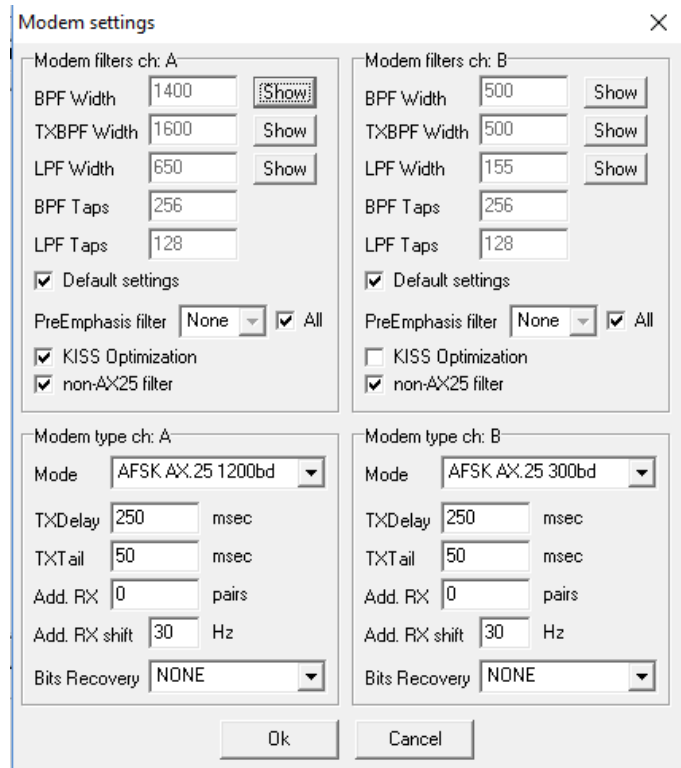 Modem settings
Modem filters ch: A
BPF Width 1400 Show
TXBPF Width 1600 Show
LPF Width 650 Show
BPF Taps 256
LPF Taps 128
Default settings
PreEmphasis filter None All
KISS Optimization
non-AX25 filter
Modem filters ch: B
BPF Width 500 Show
TXBPF Width 500 Show
LPF Width 155 Show
BPF Taps 256
LPF Taps 128
Default settings
PreEmphasis filter None All
KISS Optimization
non-AX25 filter
Modem type ch: A
Mode AFSK AX.25 1200bd
TXDelay 250 msec
TXTail 50 msec
Add. RX 0 pairs
Add. RX shift 30 Hz
Bits Recovery NONE
Modem type ch: B
Mode AFSK AX.25 300bd
TXDelay 250 msec
TXTail 50 msec
Add. RX 0 pairs
Add. RX shift 30 Hz
Bits Recovery NONE
Ok Cancel